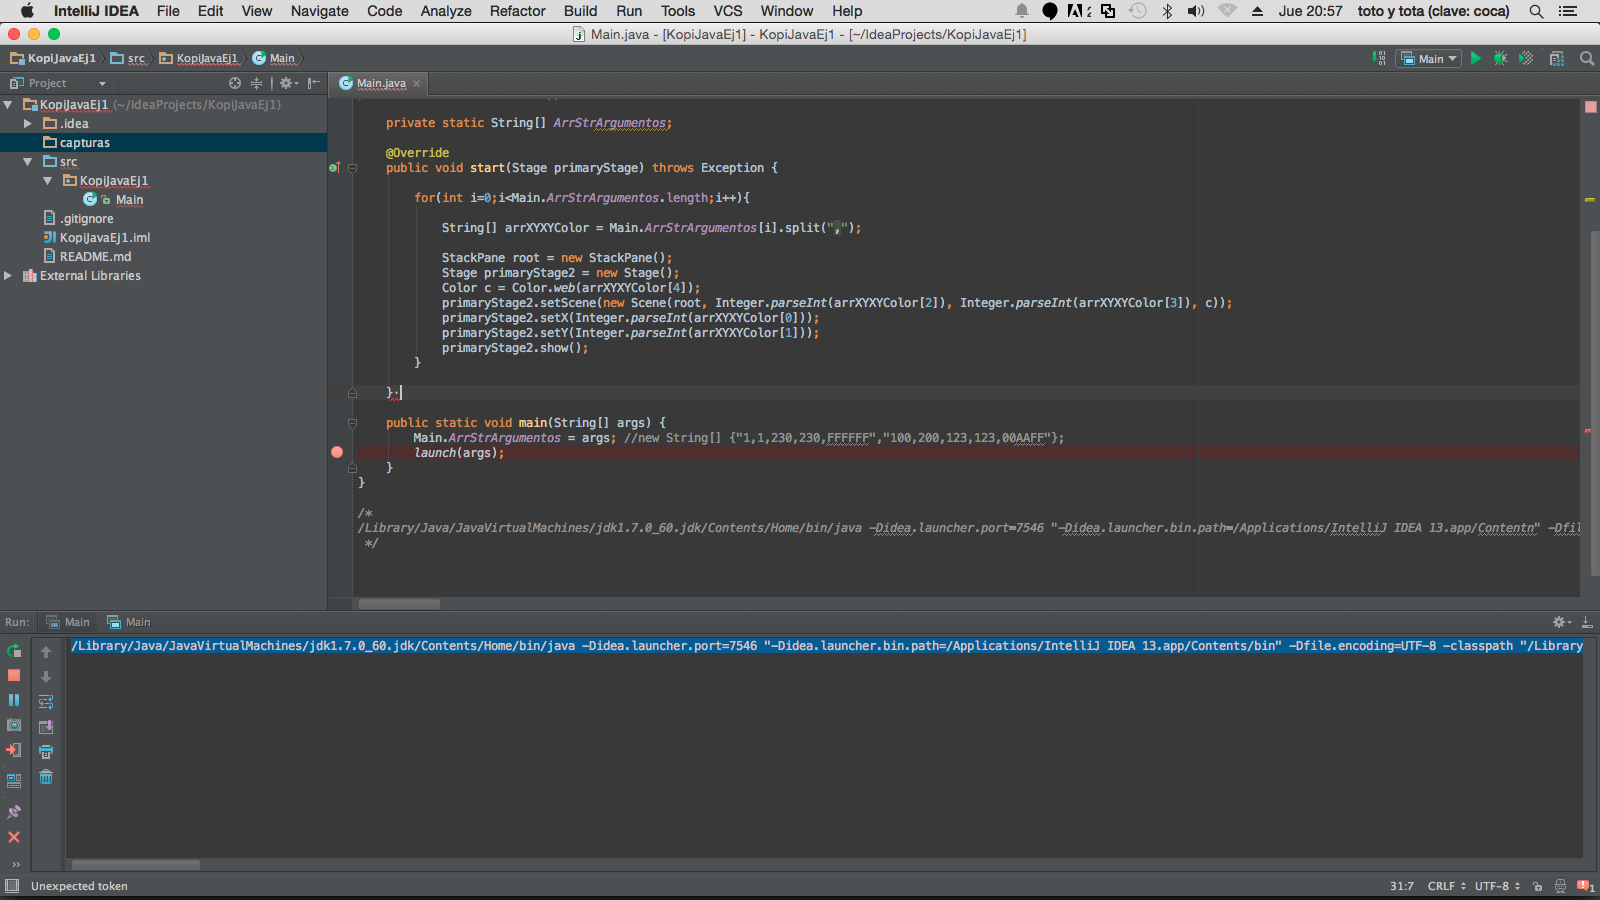 IntelliJ IDEA File Edit View Navigate Code Analyze Refactor Build Run Tools VCS Window Help 2 Jue 20:57 toto y tota (clave: coca)
Main.java - [KopiJavaEj1] - KopiJavaEj1 - [~/IdeaProjects/KopiJavaEj1]
KopiJavaEj1 src KopiJavaEj1 Main Main
Project Main.java
KopiJavaEj1 (~/IdeaProjects/KopiJavaEj1)
.idea
capturas
src
KopiJavaEj1
Main
.gitignore
KopiJavaEj1.iml
README.md
External Libraries
private static String[] ArrStrArgumentos;
@Override
public void start(Stage primaryStage) throws Exception {
for(int i=0;i<Main.ArrStrArgumentos.length;i++){
String[] arrXYXYColor = Main.ArrStrArgumentos[i].split(",");
StackPane root = new StackPane();
Stage primaryStage2 = new Stage();
Color c = Color.web(arrXYXYColor[4]);
primaryStage2.setScene(new Scene(root, Integer.parseInt(arrXYXYColor[2]), Integer.parseInt(arrXYXYColor[3]), c));
primaryStage2.setX(Integer.parseInt(arrXYXYColor[0]));
primaryStage2.setY(Integer.parseInt(arrXYXYColor[1]));
primaryStage2.show();
}
}·
public static void main(String[] args) {
Main.ArrStrArgumentos = args; //new String[] {"1,1,230,230,FFFFFF","100,200,123,123,00AAFF"};
launch(args);
}
}
/*
/Library/Java/JavaVirtualMachines/jdk1.7.0_60.jdk/Contents/Home/bin/java -Didea.launcher.port=7546 "-Didea.launcher.bin.path=/Applications/IntelliJ IDEA 13.app/Contentn" -Dfil
*/
Run: Main Main
/Library/Java/JavaVirtualMachines/jdk1.7.0_60.jdk/Contents/Home/bin/java -Didea.launcher.port=7546 "-Didea.launcher.bin.path=/Applications/IntelliJ IDEA 13.app/Contents/bin" -Dfile.encoding=UTF-8 -classpath "/Library
Unexpected token 31:7 CRLF UTF-8 1